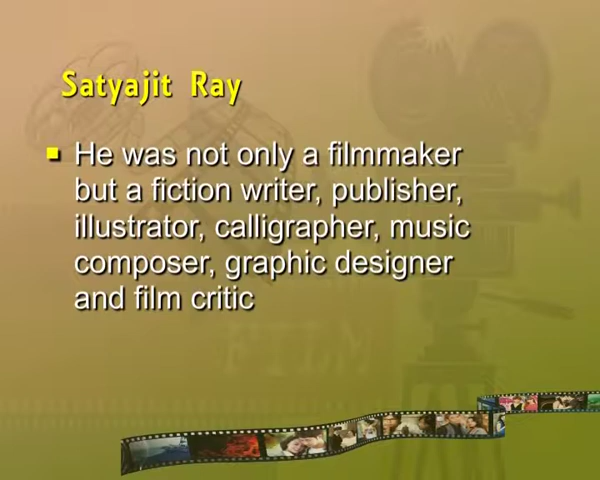 Satyajit Ray
He was not only a filmmaker
but a fiction writer, publisher,
illustrator, calligrapher, music
composer, graphic designer
and film critic
FILM